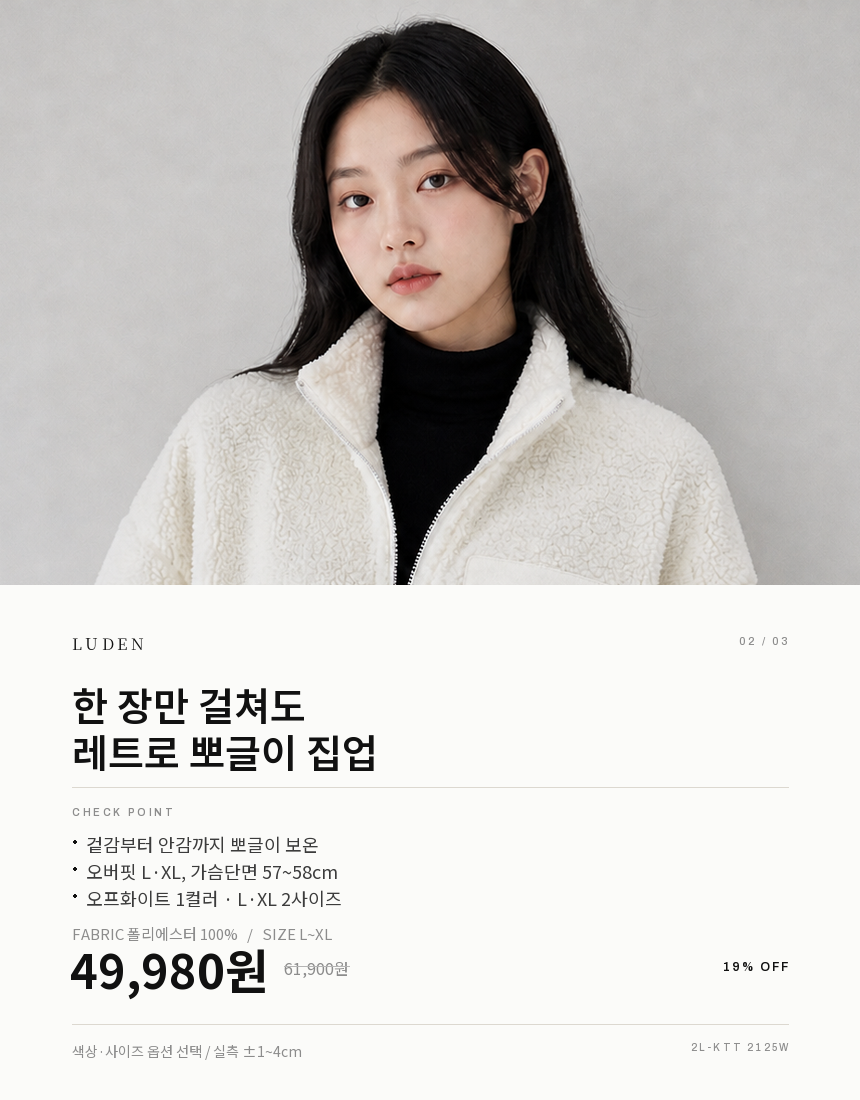 LUDEN
02 / 03
한 장만 걸쳐도
레트로 뽀글이 집업
CHECK POINT
• 겉감부터 안감까지 뽀글이 보온
• 오버핏 L·XL, 가슴단면 57~58cm
• 오프화이트 1컬러 · L·XL 2사이즈
FABRIC 폴리에스터 100% / SIZE L~XL
49,980원 61,900원
19% OFF
색상·사이즈 옵션 선택 / 실측 ±1~4cm
2L-KTT 2125W